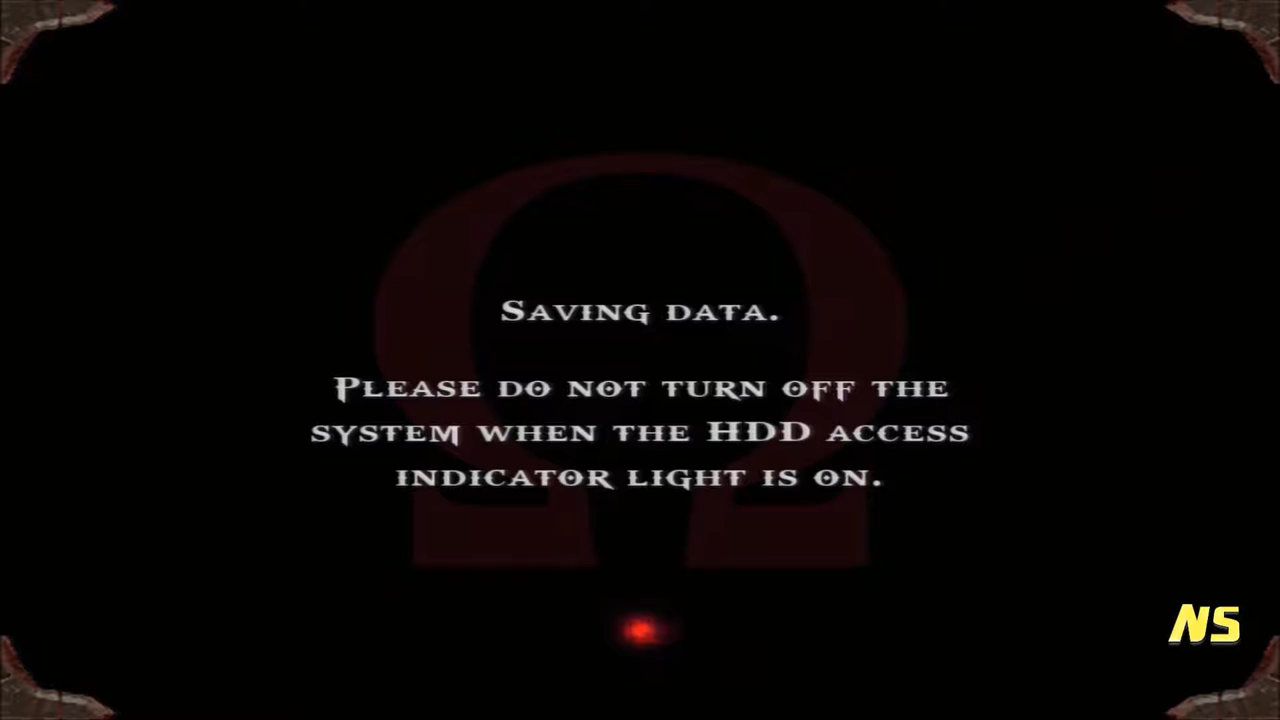 Saving data.
Please do not turn off the
system when the HDD access
indicator light is on.
NS